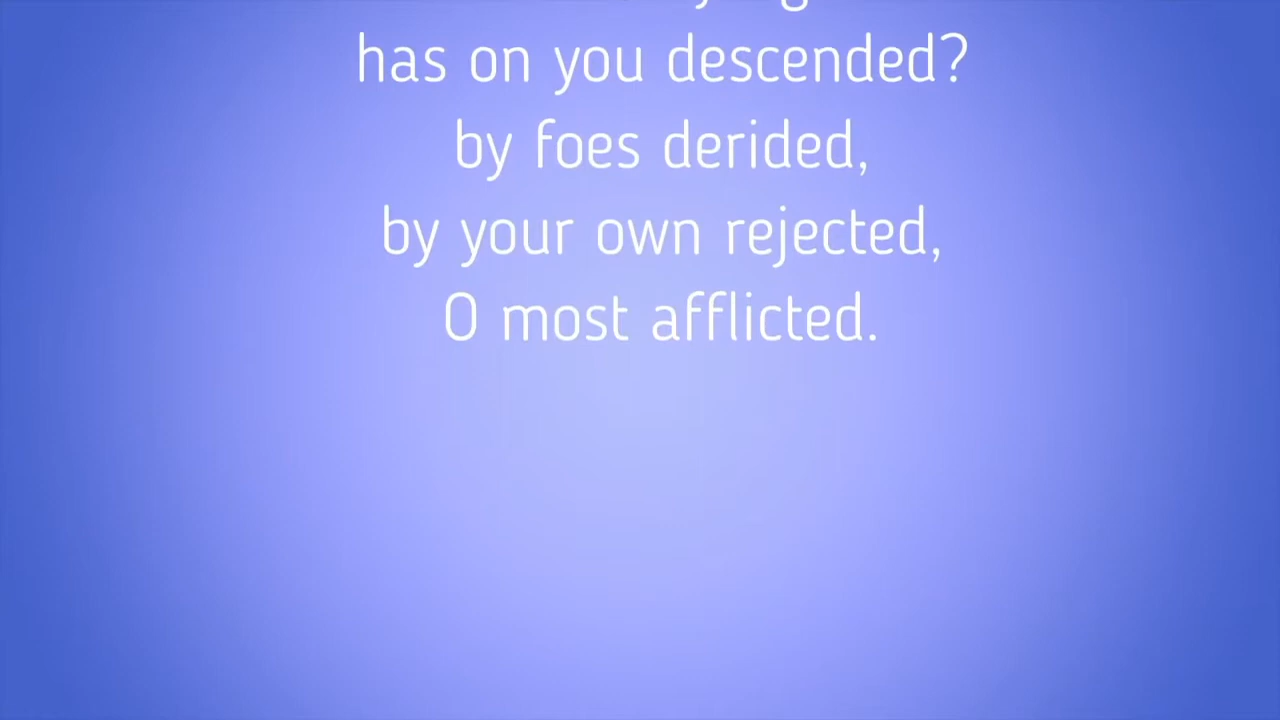 has on you descended?
by foes derided,
by your own rejected,
O most afflicted.